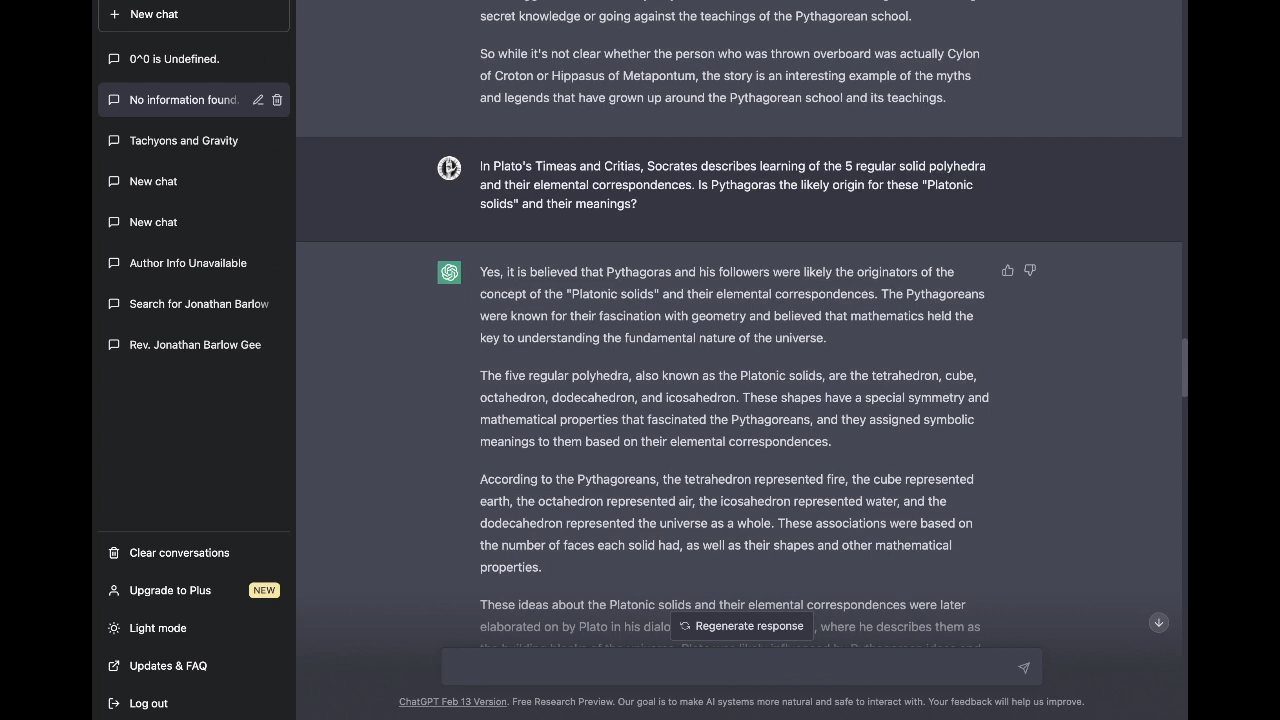 New chat
0^0 is Undefined.
No information found.
Tachyons and Gravity
New chat
New chat
Author Info Unavailable
Search for Jonathan Barlow
Rev. Jonathan Barlow Gee
Clear conversations
Upgrade to Plus NEW
Light mode
Updates & FAQ
Log out
secret knowledge or going against the teachings of the Pythagorean school.
So while it's not clear whether the person who was thrown overboard was actually Cylon
of Croton or Hippasus of Metapontum, the story is an interesting example of the myths
and legends that have grown up around the Pythagorean school and its teachings.
In Plato's Timeas and Critias, Socrates describes learning of the 5 regular solid polyhedra
and their elemental correspondences. Is Pythagoras the likely origin for these "Platonic
solids" and their meanings?
Yes, it is believed that Pythagoras and his followers were likely the originators of the
concept of the "Platonic solids" and their elemental correspondences. The Pythagoreans
were known for their fascination with geometry and believed that mathematics held the
key to understanding the fundamental nature of the universe.
The five regular polyhedra, also known as the Platonic solids, are the tetrahedron, cube,
octahedron, dodecahedron, and icosahedron. These shapes have a special symmetry and
mathematical properties that fascinated the Pythagoreans, and they assigned symbolic
meanings to them based on their elemental correspondences.
According to the Pythagoreans, the tetrahedron represented fire, the cube represented
earth, the octahedron represented air, the icosahedron represented water, and the
dodecahedron represented the universe as a whole. These associations were based on
the number of faces each solid had, as well as their shapes and other mathematical
properties.
These ideas about the Platonic solids and their elemental correspondences were later
elaborated on by Plato in his dialo , where he describes them as
Regenerate response
ChatGPT Feb 13 Version. Free Research Preview. Our goal is to make AI systems more natural and safe to interact with. Your feedback will help us improve.